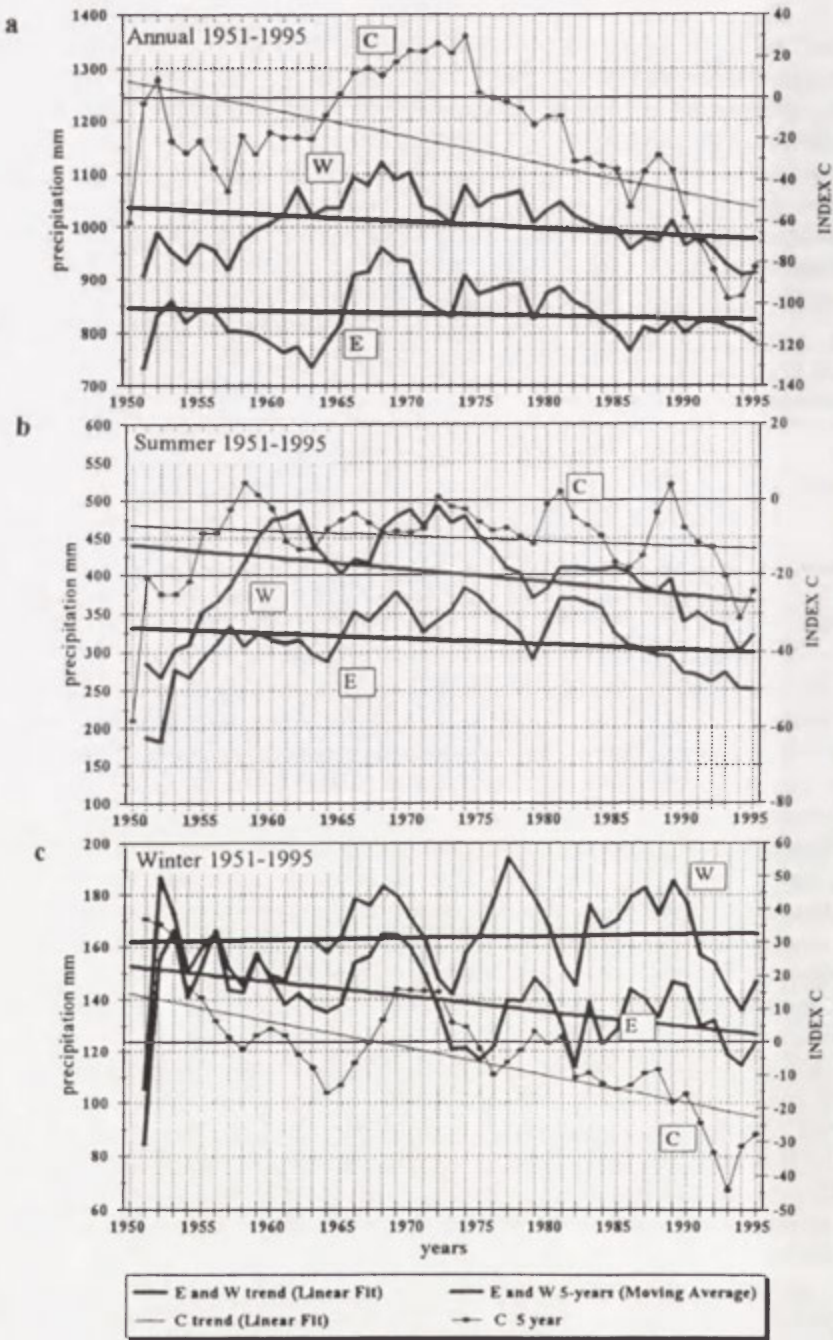 a
Annual 1951-1995
precipitation mm
1400
1300
1200
1100
1000
900
800
700
C
W
E
INDEX C
40
20
0
-20
-40
-60
-80
-100
-120
-140
1950 1955 1960 1965 1970 1975 1980 1985 1990 1995
b
Summer 1951-1995
precipitation mm
600
550
500
450
400
350
300
250
200
150
100
C
W
E
INDEX C
20
0
-20
-40
-60
-80
1950 1955 1960 1965 1970 1975 1980 1985 1990 1995
c
Winter 1951-1995
precipitation mm
200
180
160
140
120
100
80
60
W
E
C
INDEX C
60
50
40
30
20
10
0
-10
-20
-30
-40
-50
1950 1955 1960 1965 1970 1975 1980 1985 1990 1995
years
E and W trend (Linear Fit) E and W 5-years (Moving Average)
C trend (Linear Fit) C 5 year